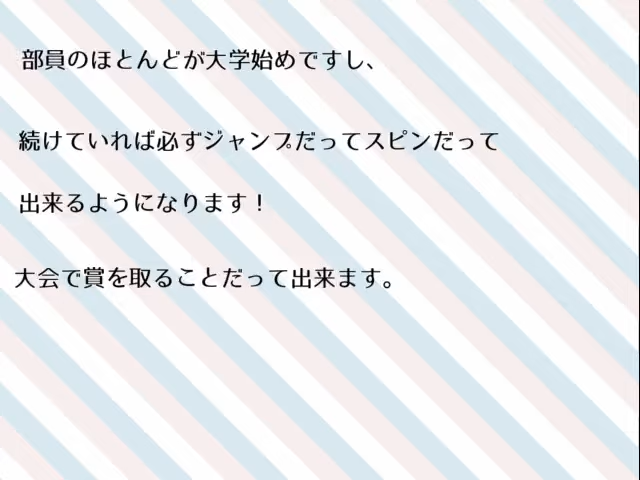 部員のほとんどが大学始めですし、
続けていれば必ずジャンプだってスピンだって
出来るようになります！
大会で賞を取ることだって出来ます。